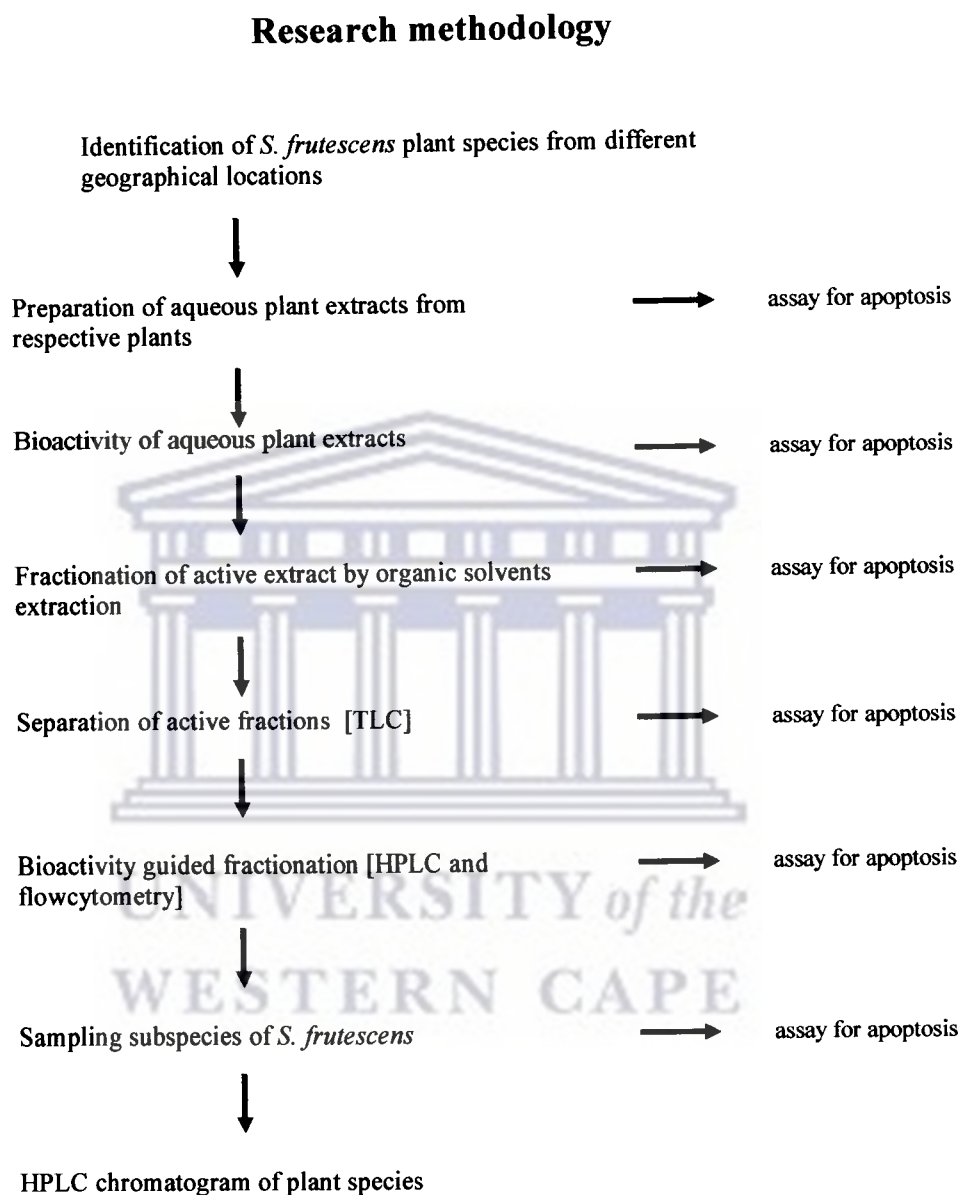 Research methodology
Identification of S. frutescens plant species from different
geographical locations
Preparation of aqueous plant extracts from
respective plants
assay for apoptosis
Bioactivity of aqueous plant extracts
assay for apoptosis
Fractionation of active extract by organic solvents
extraction
assay for apoptosis
Separation of active fractions [TLC]
assay for apoptosis
Bioactivity guided fractionation [HPLC and
flowcytometry]
assay for apoptosis
UNIVERSITY of the
WESTERN CAPE
Sampling subspecies of S. frutescens
assay for apoptosis
HPLC chromatogram of plant species